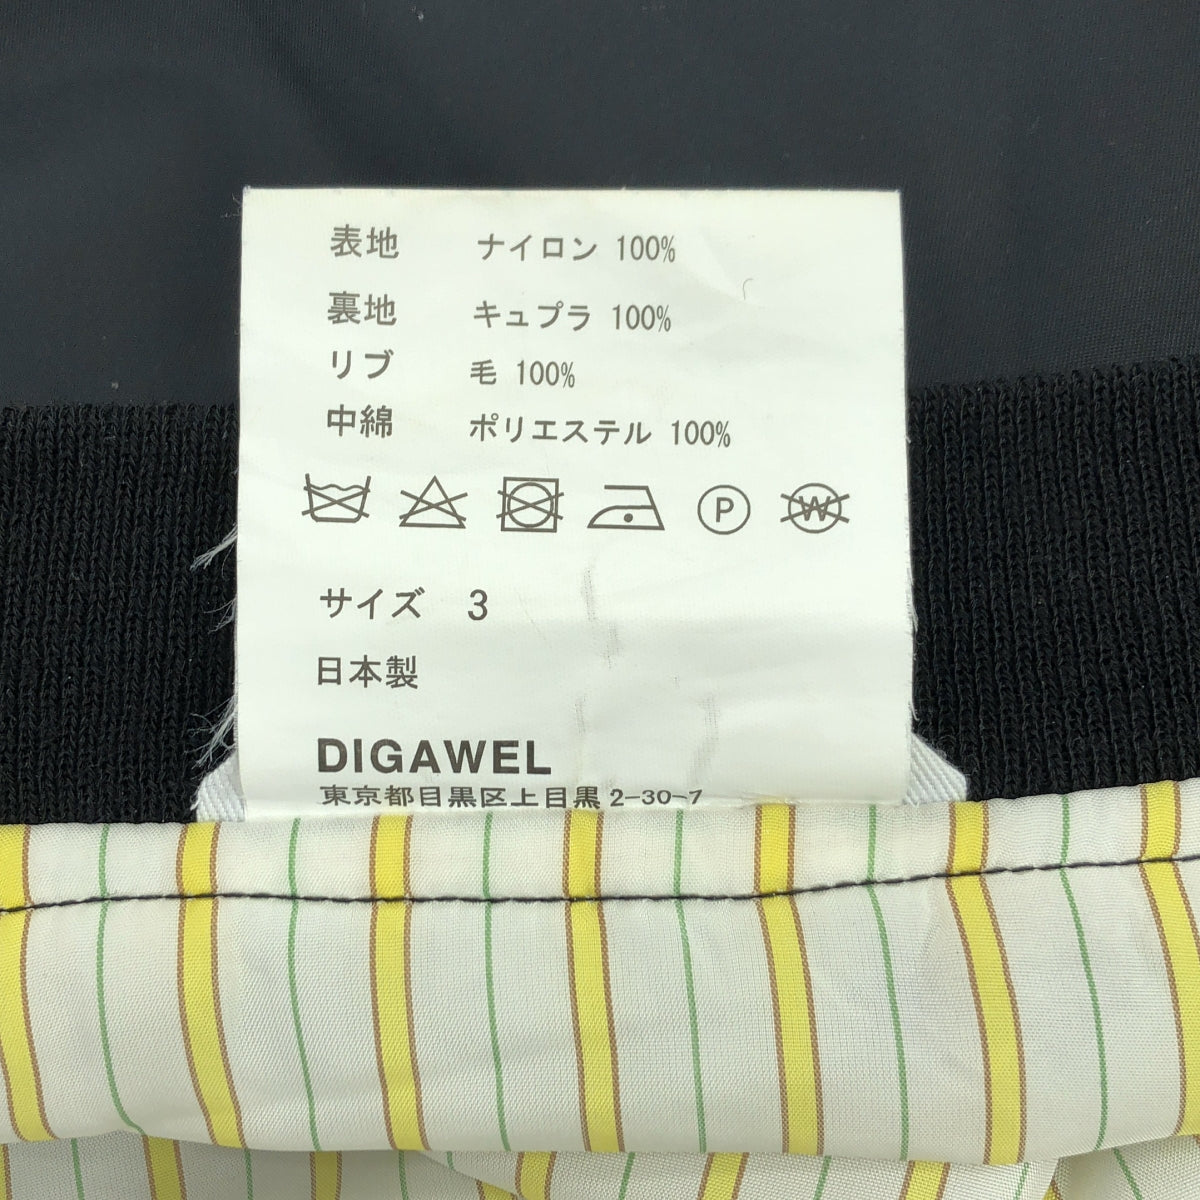 表地 ナイロン 100%
裏地 キュプラ 100%
リブ 毛 100%
中綿 ポリエステル 100%
P W
サイズ 3
日本製
DIGAWEL
東京都目黒区上目黒 2-30-7